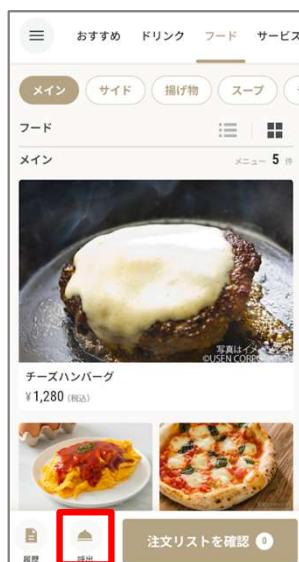 おすすめ ドリンク フード サービス
メイン サイド 揚げ物 スープ
フード
メイン メニュー 5 件
写真はイメージ
©USEN CORPORATION
チーズハンバーグ
¥1,280 (税込)
履歴 呼出 注文リストを確認 0